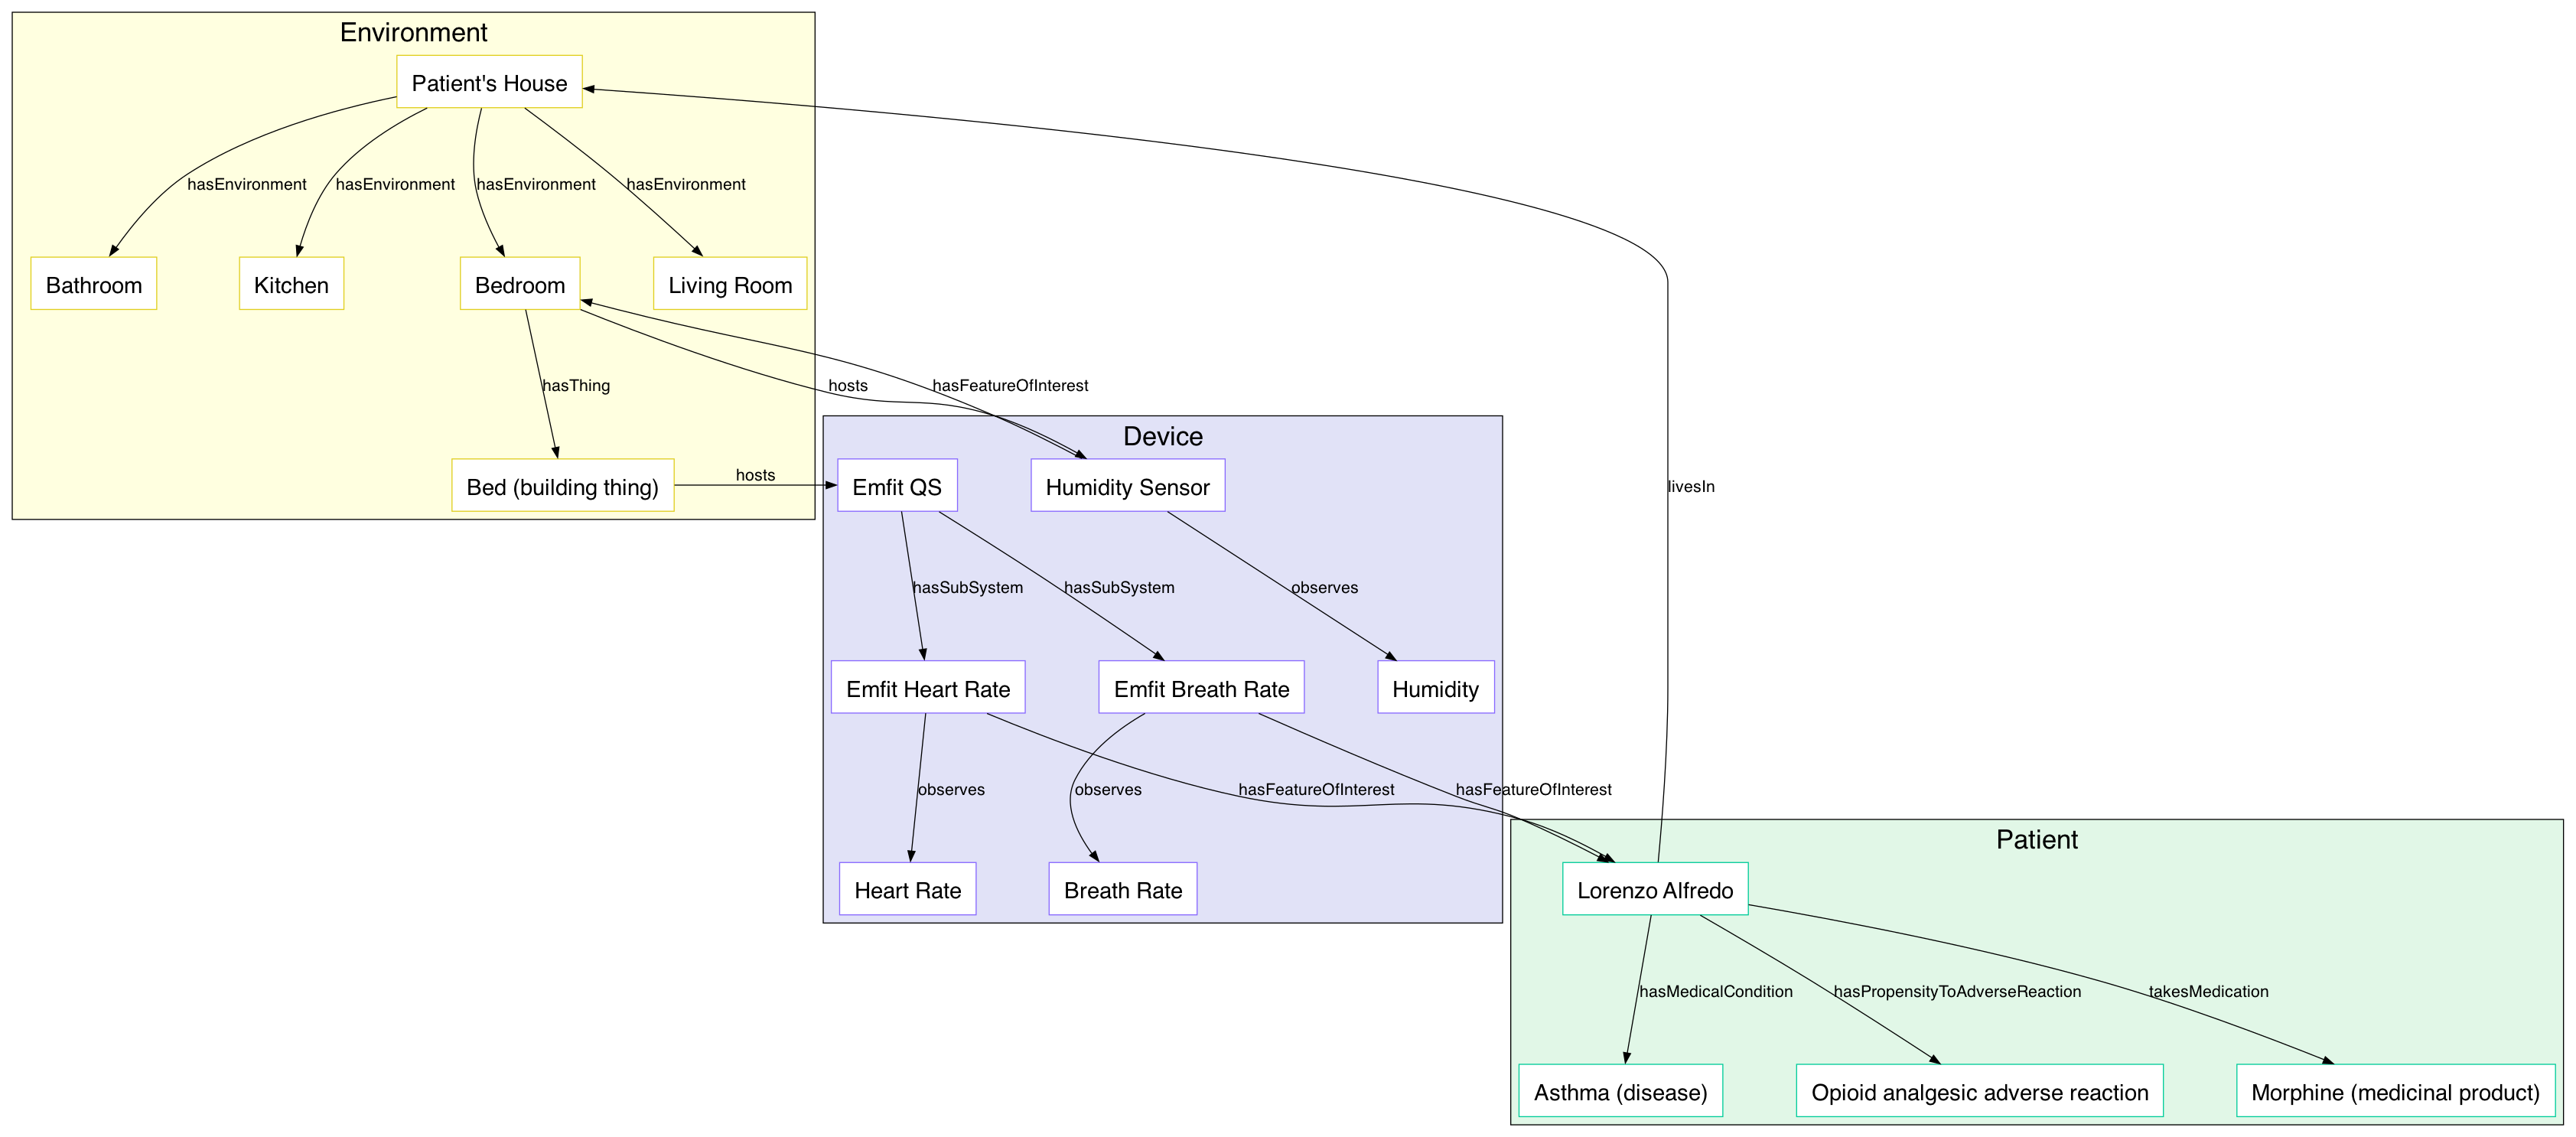 Environment
Patient's House
hasEnvironment
hasEnvironment
hasEnvironment
hasEnvironment
Bathroom
Kitchen
Bedroom
Living Room
hasThing
hosts
hasFeatureOfInterest
Device
Bed (building thing)
hosts
Emfit QS
Humidity Sensor
livesIn
hasSubSystem
hasSubSystem
observes
Emfit Heart Rate
Emfit Breath Rate
Humidity
observes
observes
hasFeatureOfInterest
hasFeatureOfInterest
Patient
Heart Rate
Breath Rate
Lorenzo Alfredo
hasMedicalCondition
hasPropensityToAdverseReaction
takesMedication
Asthma (disease)
Opioid analgesic adverse reaction
Morphine (medicinal product)